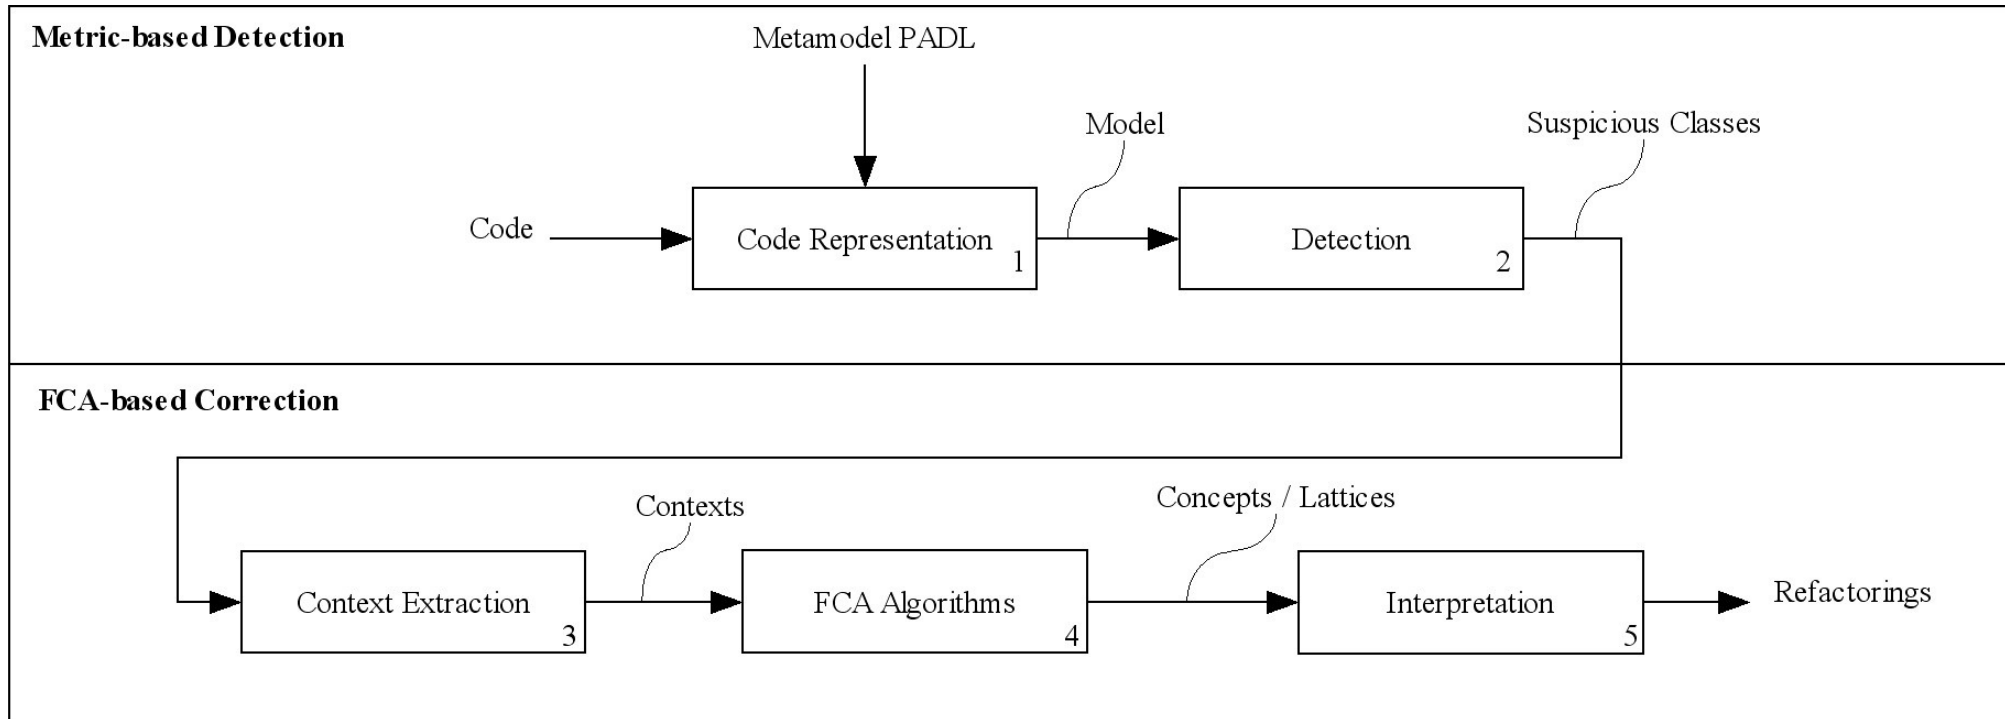 Metric-based Detection
Metamodel PADL
Model
Suspicious Classes
Code
Code Representation
1
Detection
2
FCA-based Correction
Contexts
Concepts / Lattices
Context Extraction
3
FCA Algorithms
4
Interpretation
5
Refactorings